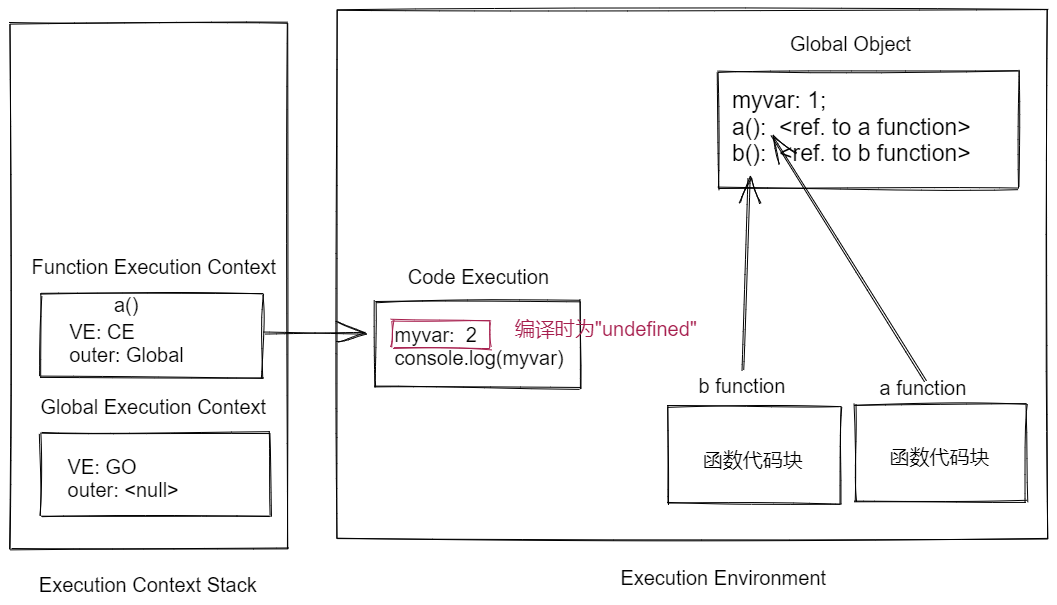 Global Object
myvar: 1;
a(): <ref. to a function>
b(): <ref. to b function>
Function Execution Context
a()
VE: CE
outer: Global
Code Execution
myvar: 2
编译时为"undefined"
console.log(myvar)
Global Execution Context
VE: GO
outer: <null>
b function
a function
函数代码块
函数代码块
Execution Context Stack
Execution Environment